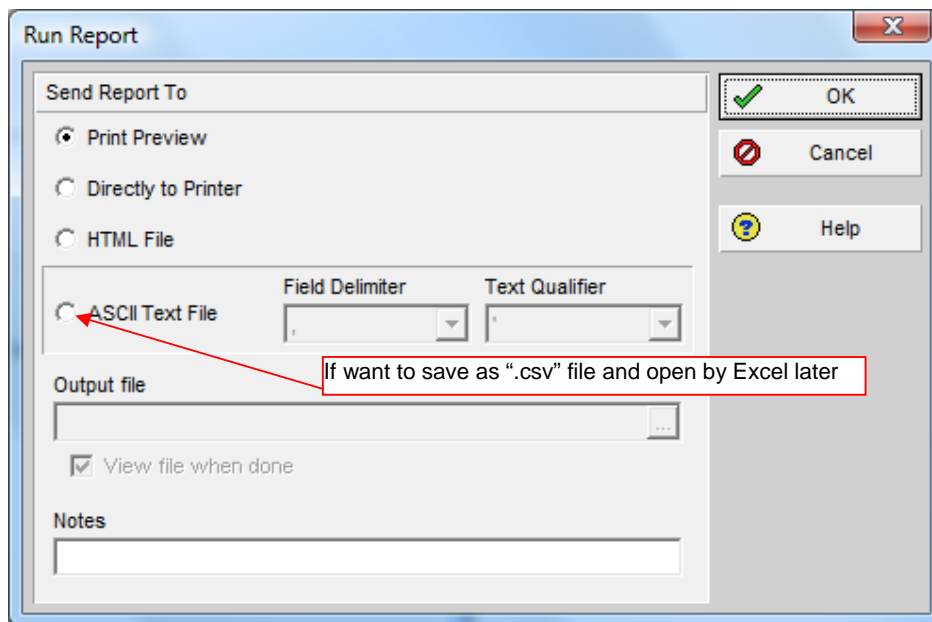 Run Report
Send Report To
OK
Print Preview
Cancel
Directly to Printer
HTML File
Help
Field Delimiter
Text Qualifier
ASCII Text File
,
'
If want to save as “.csv” file and open by Excel later
Output file
...
View file when done
Notes